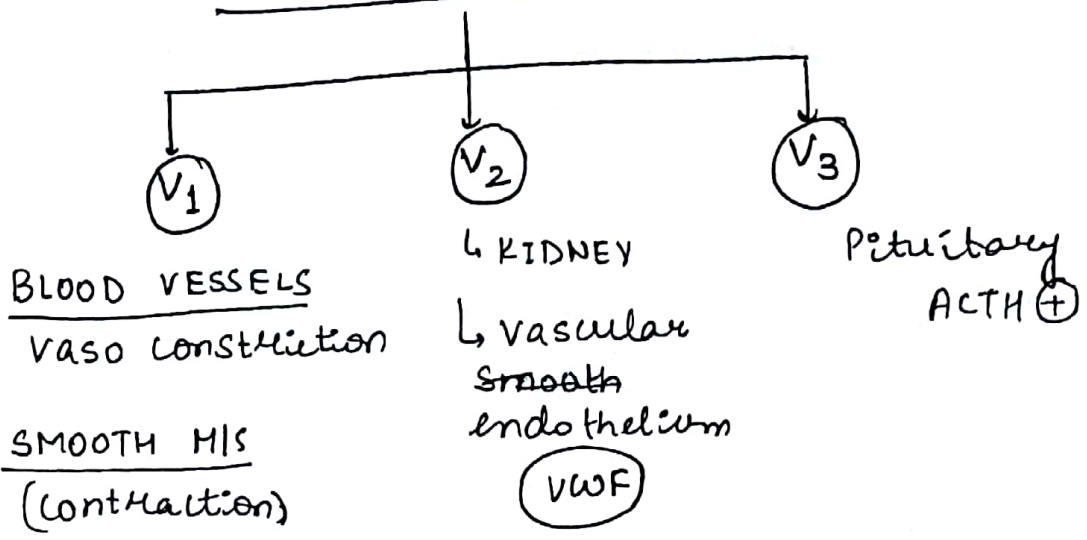 V1
V2
V3
BLOOD VESSELS
vaso constriction
SMOOTH M/S
(contraction)
↳ KIDNEY
↳ vascular
smooth
endothelium
VWF
Pituitary
ACTH +